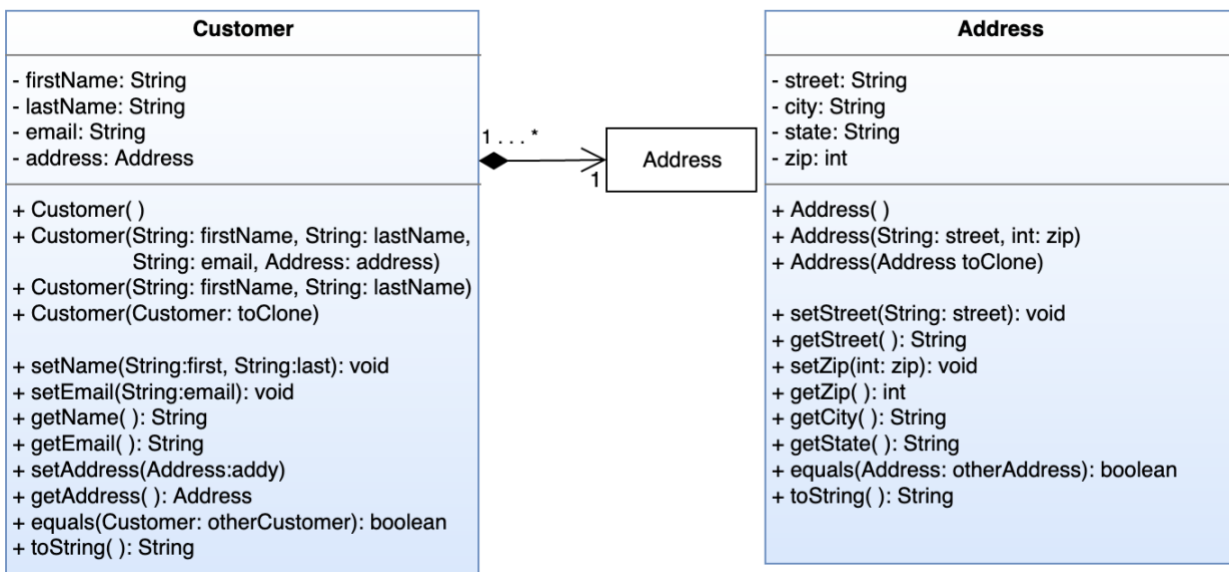 Customer
- firstName: String
- lastName: String
- email: String
- address: Address
+ Customer( )
+ Customer(String: firstName, String: lastName,
String: email, Address: address)
+ Customer(String: firstName, String: lastName)
+ Customer(Customer: toClone)
+ setName(String:first, String:last): void
+ setEmail(String:email): void
+ getName( ): String
+ getEmail( ): String
+ setAddress(Address:addy)
+ getAddress( ): Address
+ equals(Customer: otherCustomer): boolean
+ toString( ): String
1 . . . *
1
Address
Address
- street: String
- city: String
- state: String
- zip: int
+ Address( )
+ Address(String: street, int: zip)
+ Address(Address toClone)
+ setStreet(String: street): void
+ getStreet( ): String
+ setZip(int: zip): void
+ getZip( ): int
+ getCity( ): String
+ getState( ): String
+ equals(Address: otherAddress): boolean
+ toString( ): String